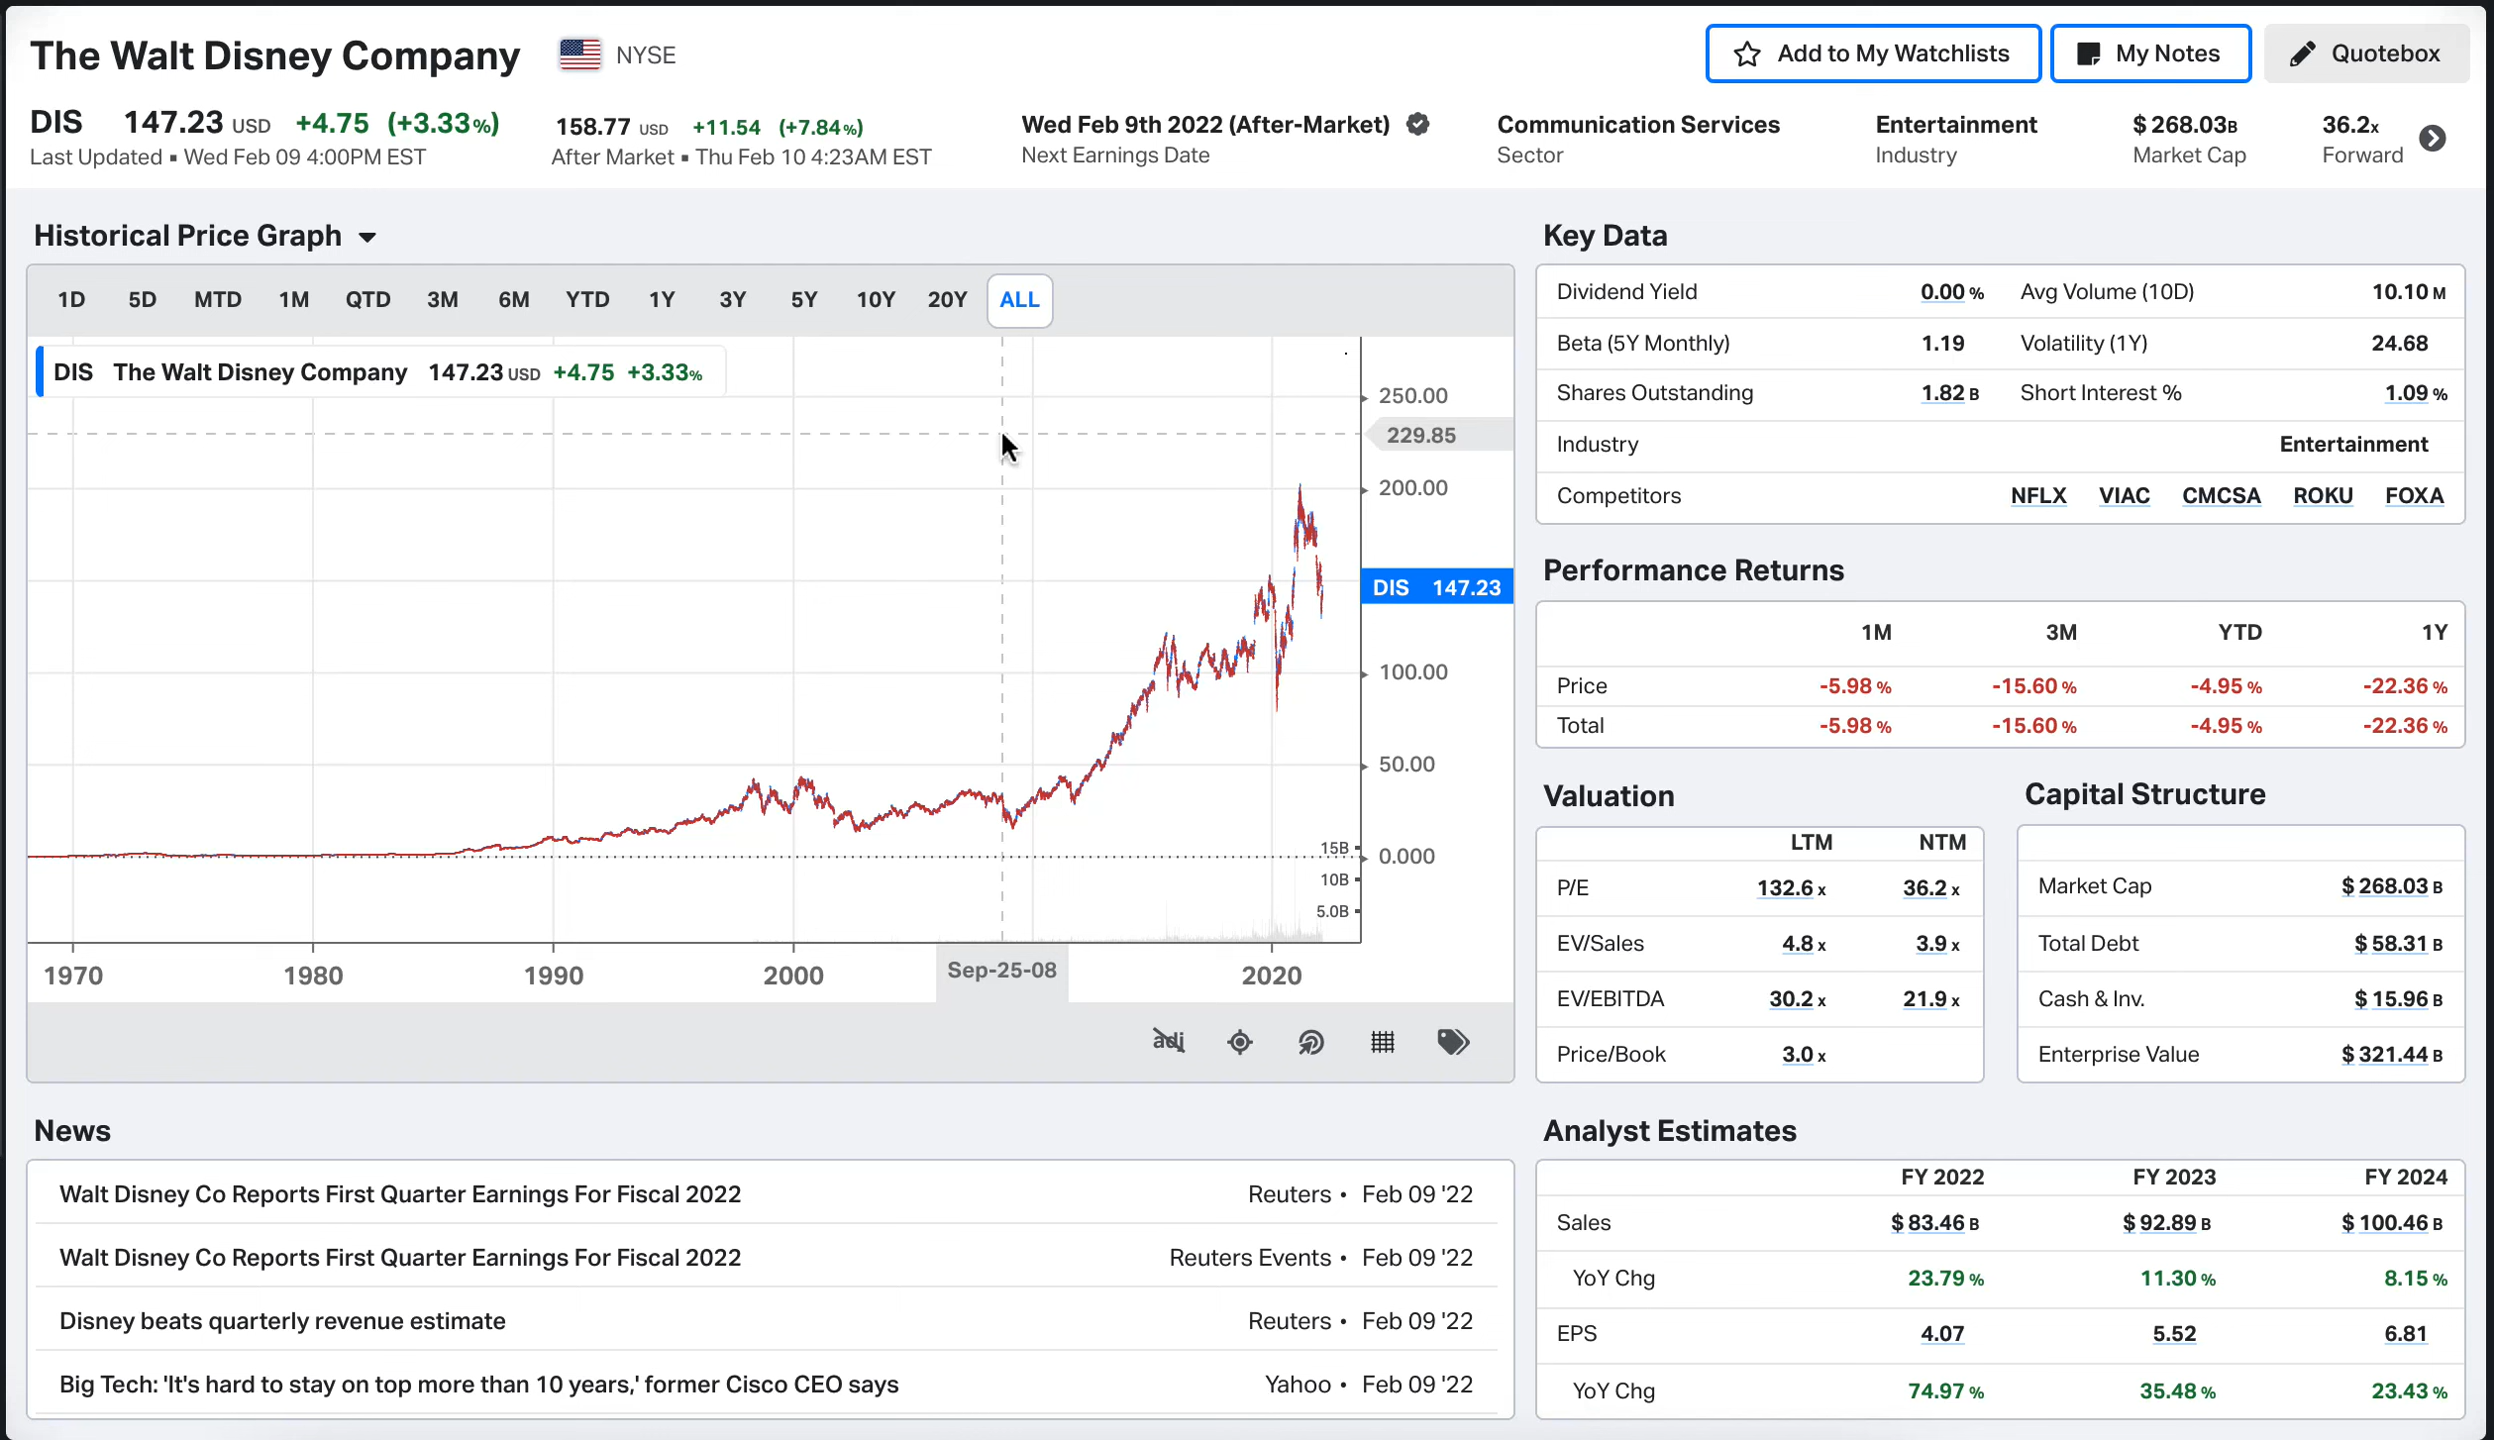 The Walt Disney Company NYSE
Add to My Watchlists My Notes Quotebox
DIS 147.23 USD +4.75 (+3.33%)
Last Updated ▪ Wed Feb 09 4:00PM EST
158.77 USD +11.54 (+7.84%)
After Market ▪ Thu Feb 10 4:23AM EST
Wed Feb 9th 2022 (After-Market)
Next Earnings Date
Communication Services
Sector
Entertainment
Industry
$ 268.03B
Market Cap
36.2x
Forward
Historical Price Graph
1D 5D MTD 1M QTD 3M 6M YTD 1Y 3Y 5Y 10Y 20Y ALL
DIS The Walt Disney Company 147.23 USD +4.75 +3.33%
250.00
229.85
200.00
DIS 147.23
100.00
50.00
0.000
15B
10B
5.0B
1970 1980 1990 2000 Sep-25-08 2020
adj
Key Data
Dividend Yield 0.00 % Avg Volume (10D) 10.10 M
Beta (5Y Monthly) 1.19 Volatility (1Y) 24.68
Shares Outstanding 1.82 B Short Interest % 1.09 %
Industry Entertainment
Competitors NFLX VIAC CMCSA ROKU FOXA
Performance Returns
1M 3M YTD 1Y
Price -5.98 % -15.60 % -4.95 % -22.36 %
Total -5.98 % -15.60 % -4.95 % -22.36 %
Valuation
LTM NTM
P/E 132.6 x 36.2 x
EV/Sales 4.8 x 3.9 x
EV/EBITDA 30.2 x 21.9 x
Price/Book 3.0 x
Capital Structure
Market Cap $ 268.03 B
Total Debt $ 58.31 B
Cash & Inv. $ 15.96 B
Enterprise Value $ 321.44 B
News
Walt Disney Co Reports First Quarter Earnings For Fiscal 2022 Reuters • Feb 09 '22
Walt Disney Co Reports First Quarter Earnings For Fiscal 2022 Reuters Events • Feb 09 '22
Disney beats quarterly revenue estimate Reuters • Feb 09 '22
Big Tech: 'It's hard to stay on top more than 10 years,' former Cisco CEO says Yahoo • Feb 09 '22
Analyst Estimates
FY 2022 FY 2023 FY 2024
Sales $ 83.46 B $ 92.89 B $ 100.46 B
YoY Chg 23.79 % 11.30 % 8.15 %
EPS 4.07 5.52 6.81
YoY Chg 74.97 % 35.48 % 23.43 %